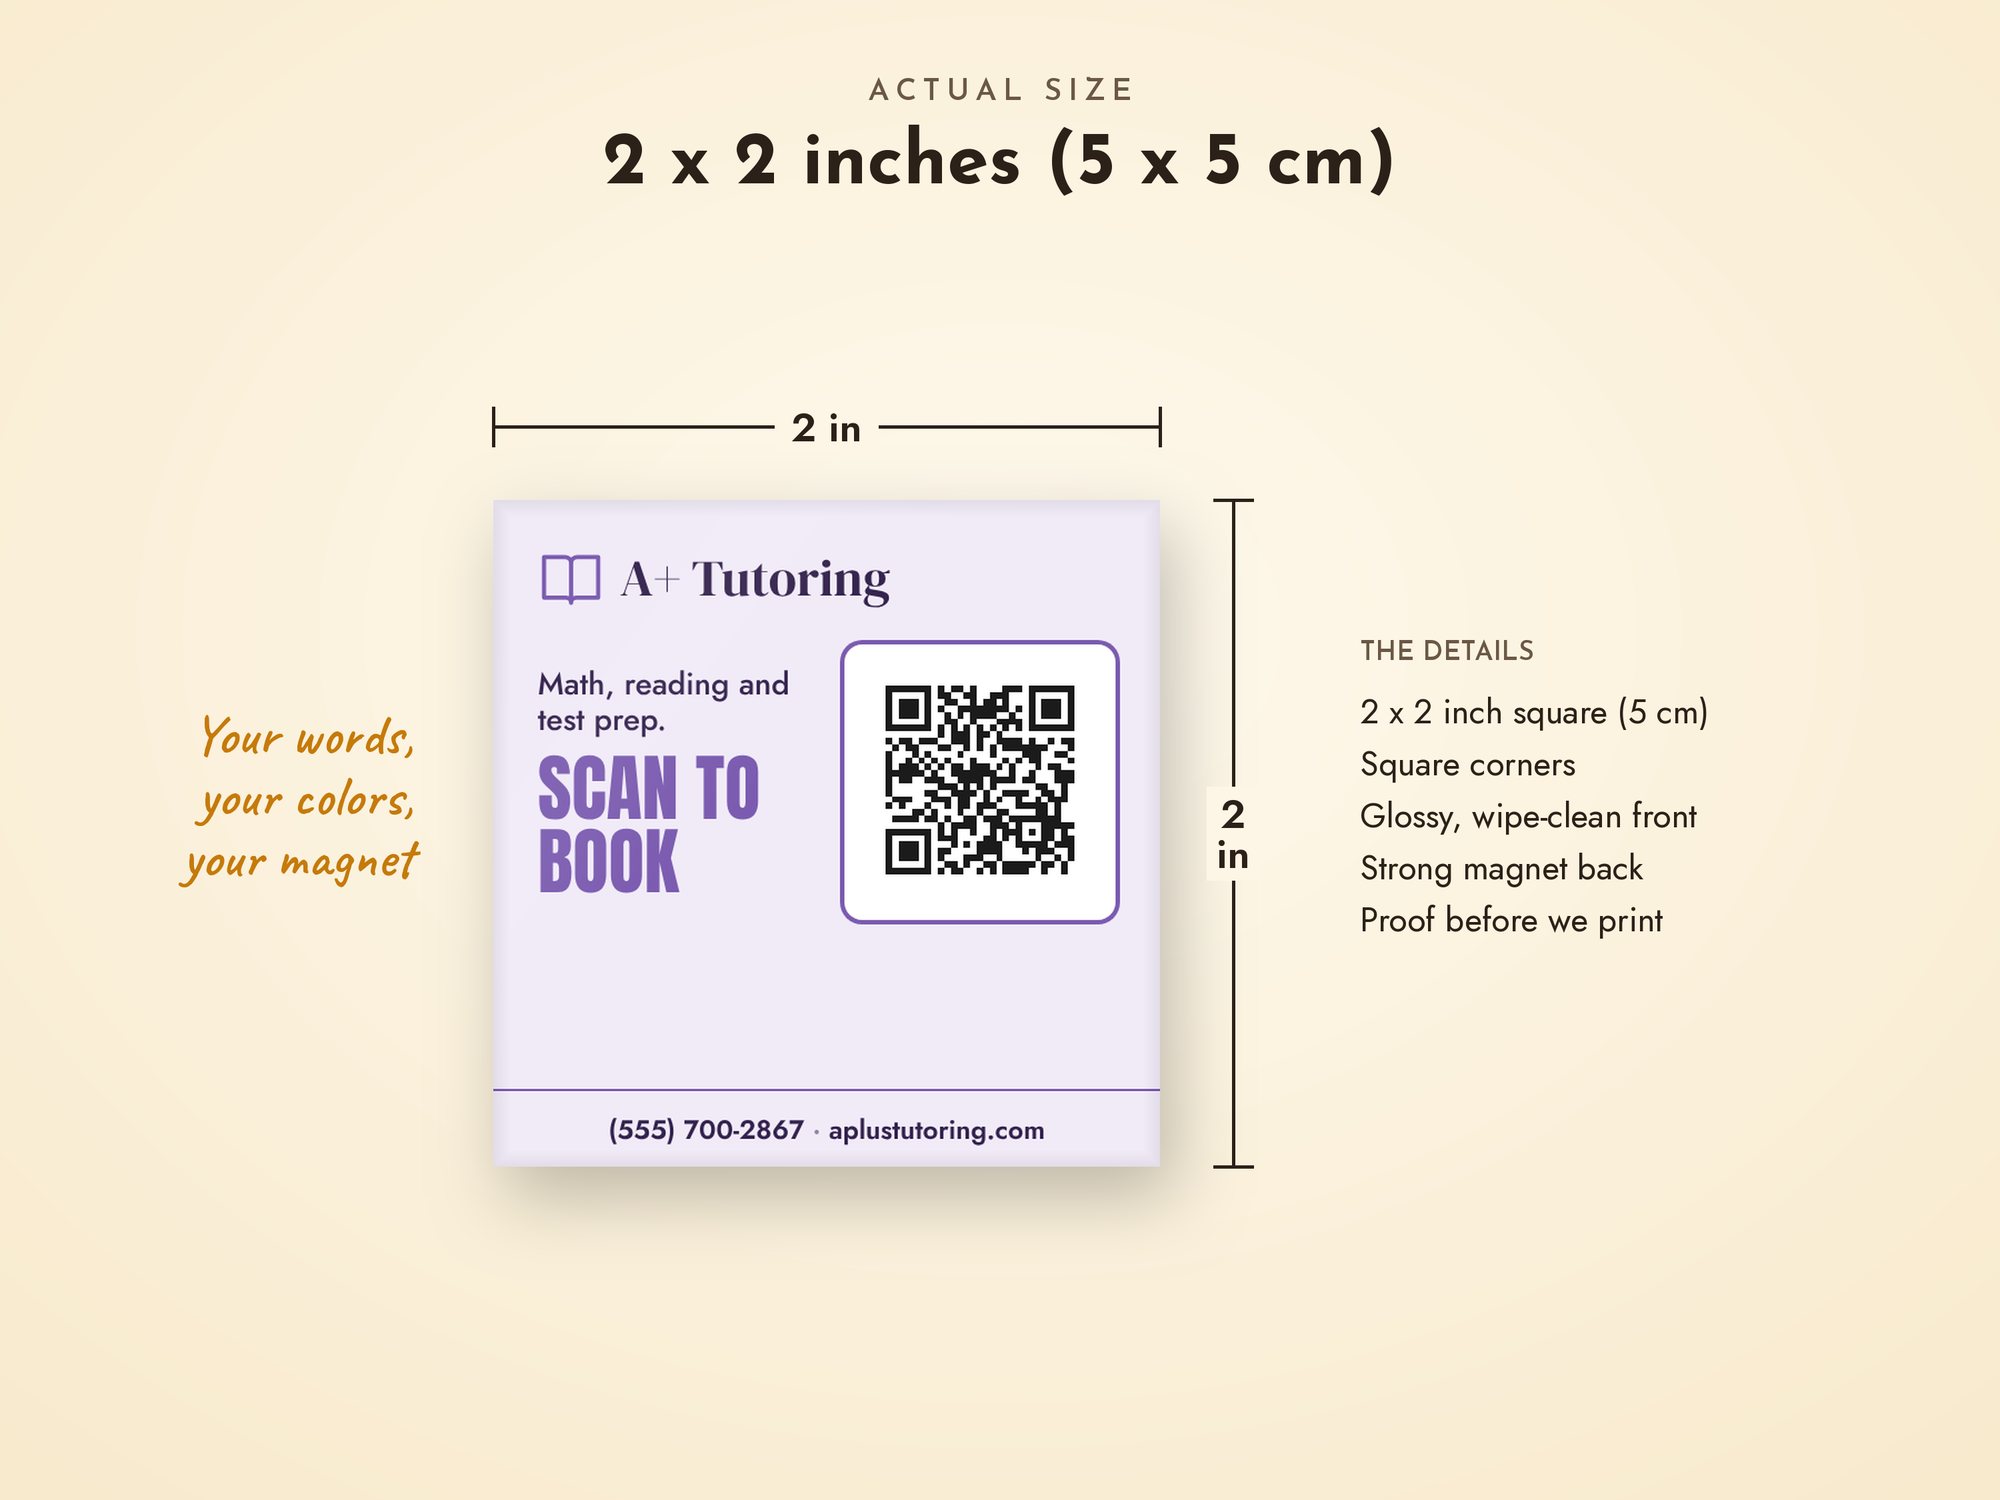 ACTUAL SIZE
2 x 2 inches (5 x 5 cm)
2 in
A+ Tutoring
Math, reading and
test prep.
SCAN TO
BOOK
(555) 700-2867 · aplustutoring.com
2
in
Your words,
your colors,
your magnet
THE DETAILS
2 x 2 inch square (5 cm)
Square corners
Glossy, wipe-clean front
Strong magnet back
Proof before we print